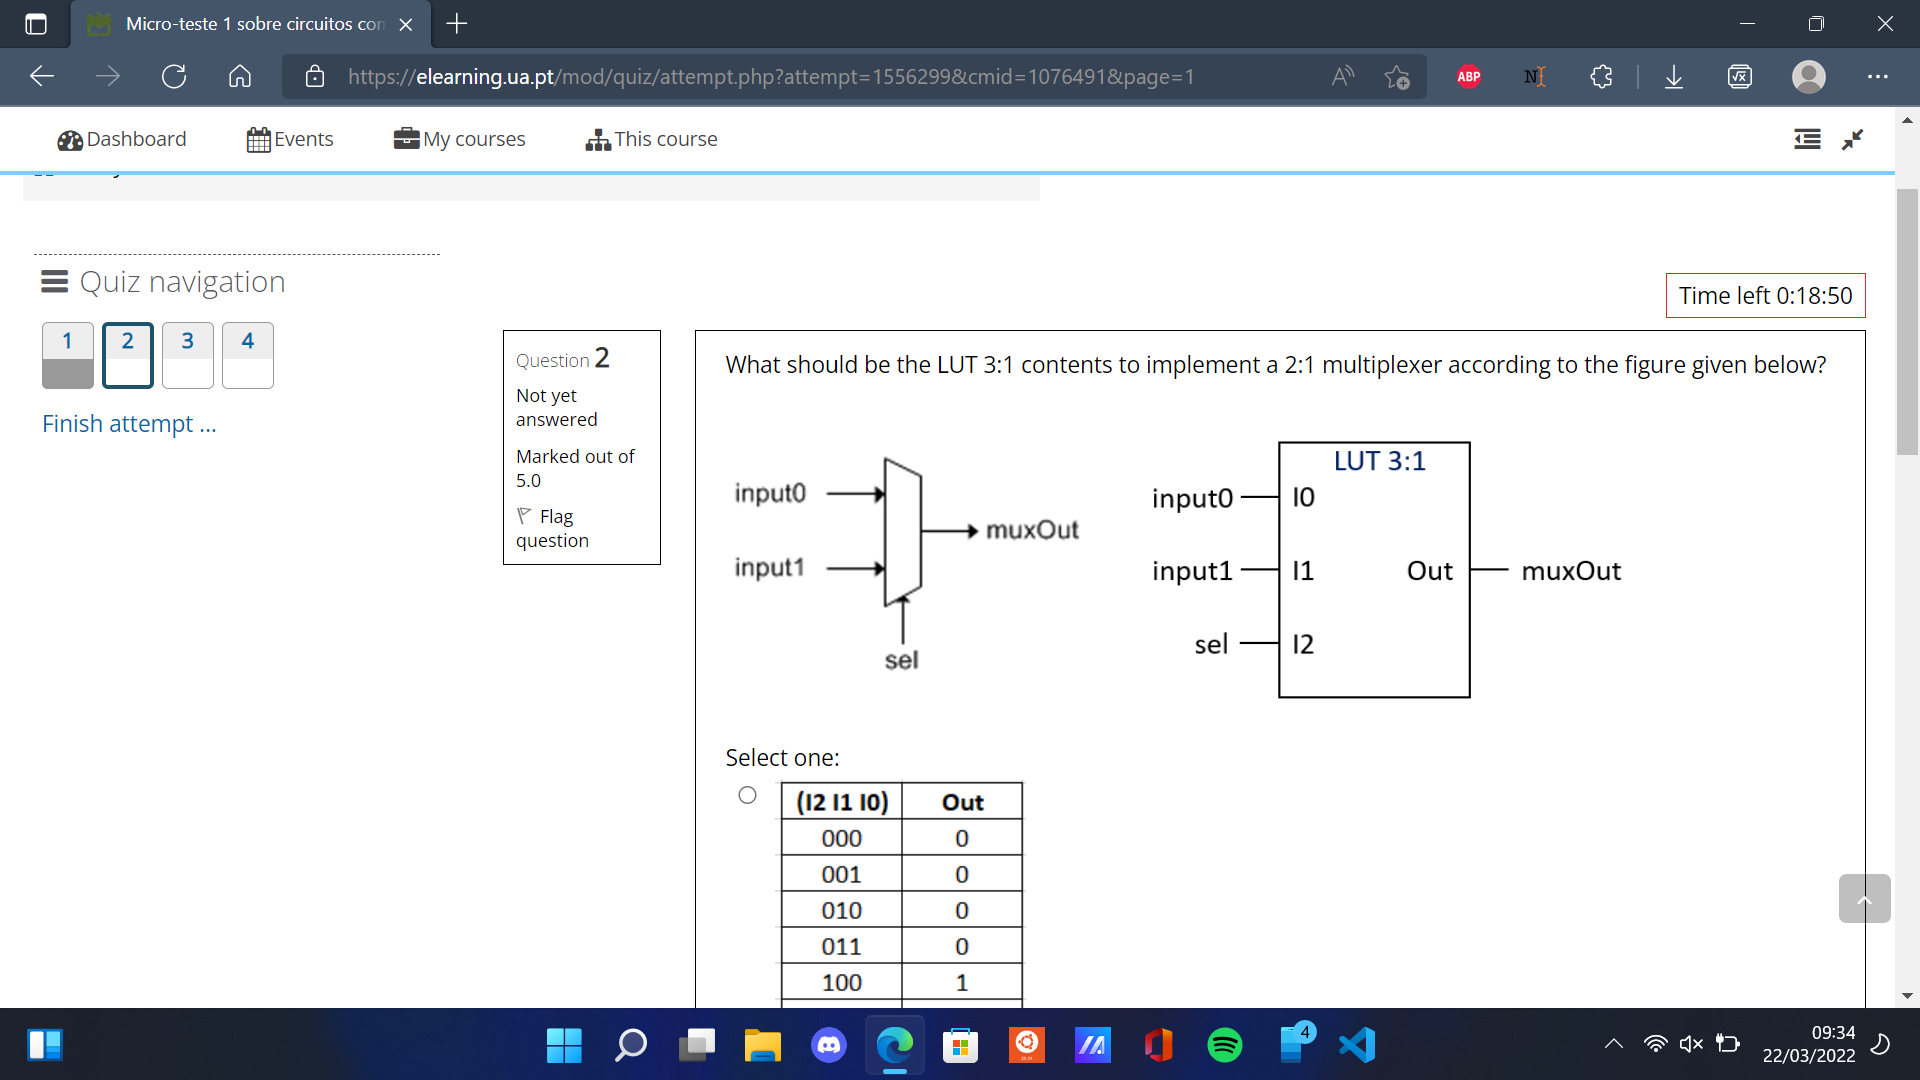 Micro-teste 1 sobre circuitos con
https://elearning.ua.pt/mod/quiz/attempt.php?attempt=1556299&cmid=1076491&page=1
ABP
Dashboard
Events
My courses
This course
Quiz navigation
1
2
3
4
Finish attempt ...
Time left 0:18:50
Question 2
Not yet
answered
Marked out of
5.0
Flag
question
What should be the LUT 3:1 contents to implement a 2:1 multiplexer according to the figure given below?
input0
input1
muxOut
sel
LUT 3:1
input0
I0
input1
I1
Out
muxOut
sel
I2
Select one:
(I2 I1 I0) Out
000 0
001 0
010 0
011 0
100 1
4
09:34
22/03/2022